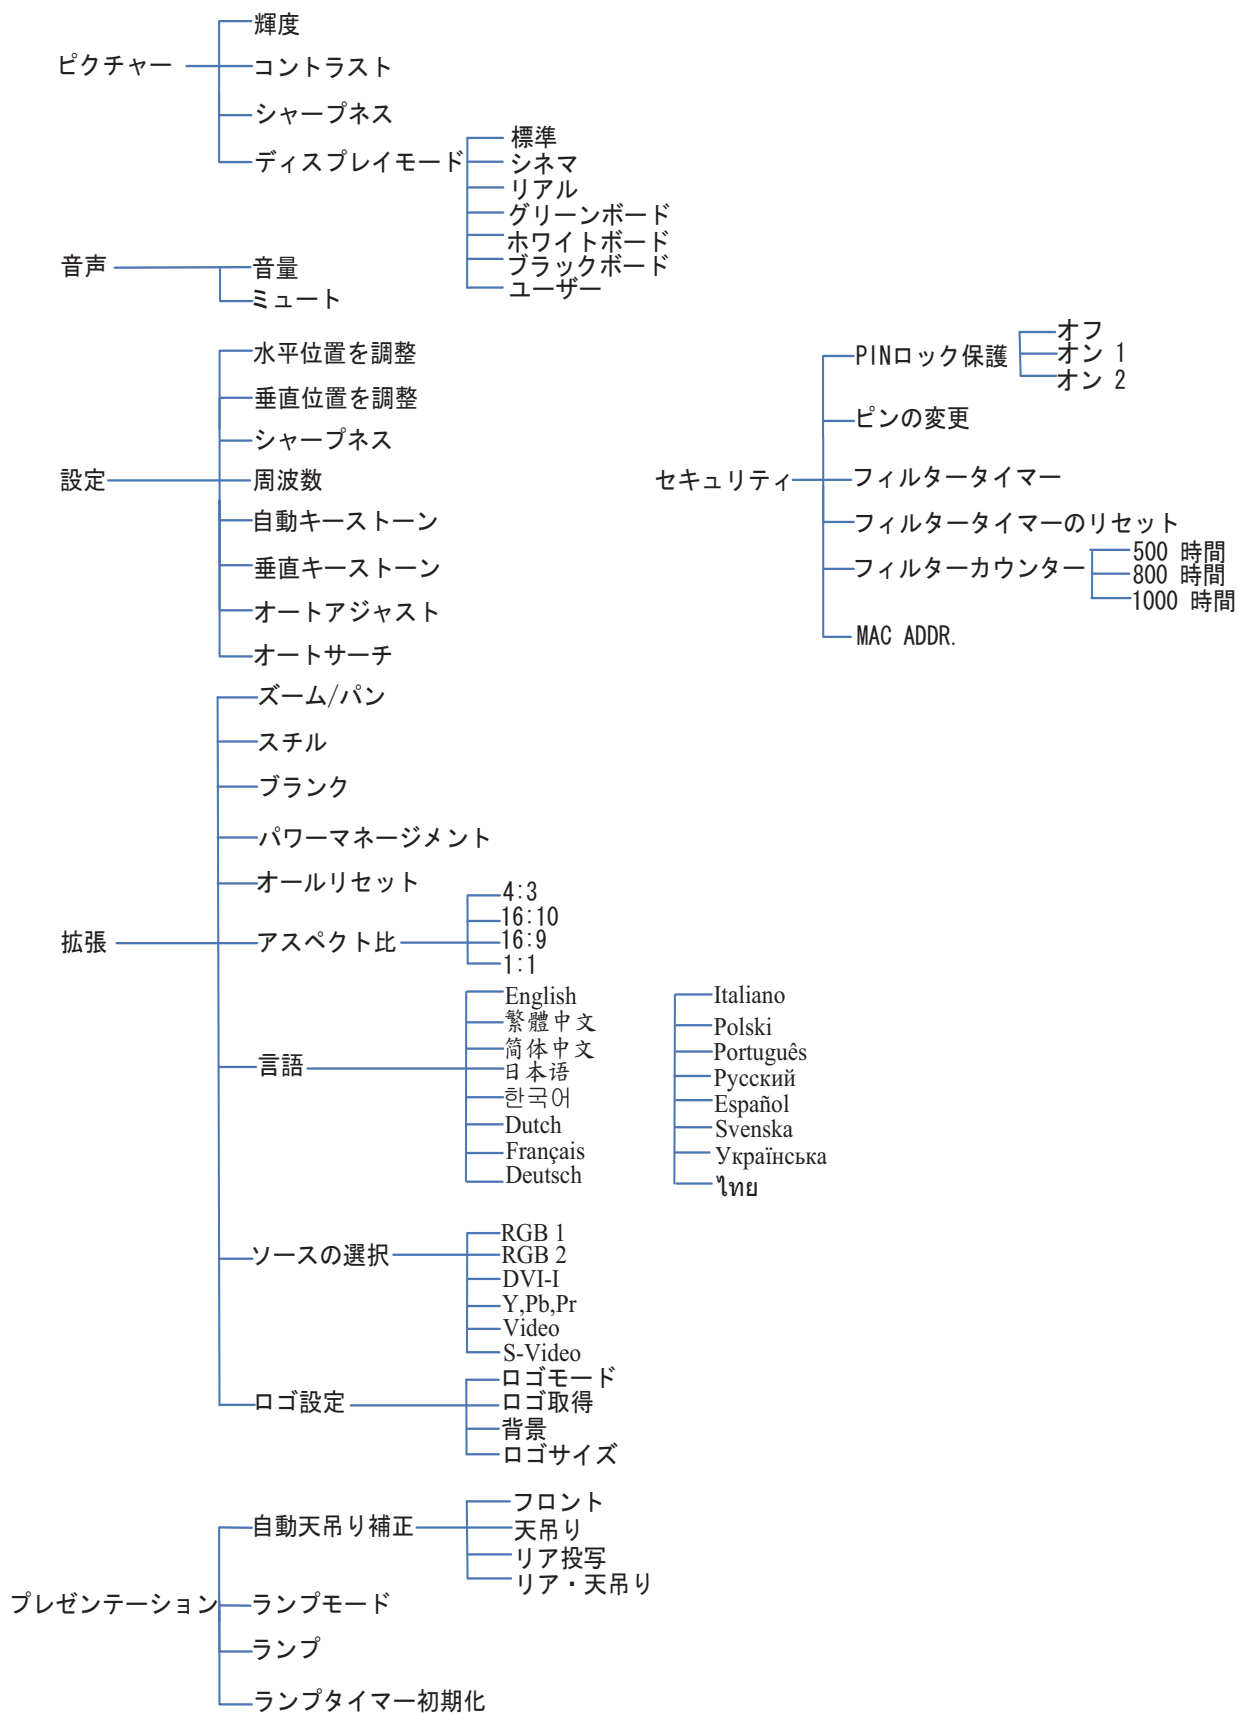 ピクチャー
輝度
コントラスト
シャープネス
ディスプレイモード
標準
シネマ
リアル
グリーンボード
ホワイトボード
ブラックボード
ユーザー
音声
音量
ミュート
設定
水平位置を調整
垂直位置を調整
シャープネス
周波数
自動キーストーン
垂直キーストーン
オートアジャスト
オートサーチ
セキュリティ
PINロック保護
オフ
オン 1
オン 2
ピンの変更
フィルタータイマー
フィルタータイマーのリセット
フィルターカウンター
500 時間
800 時間
1000 時間
MAC ADDR.
拡張
ズーム/パン
スチル
ブランク
パワーマネージメント
オールリセット
アスペクト比
4:3
16:10
16:9
1:1
言語
English
繁體中文
简体中文
日本语
한국어
Dutch
Français
Deutsch
Italiano
Polski
Português
Русский
Español
Svenska
Українська
ไทย
ソースの選択
RGB 1
RGB 2
DVI-I
Y,Pb,Pr
Video
S-Video
ロゴ設定
ロゴモード
ロゴ取得
背景
ロゴサイズ
プレゼンテーション
自動天吊り補正
フロント
天吊り
リア投写
リア・天吊り
ランプモード
ランプ
ランプタイマー初期化